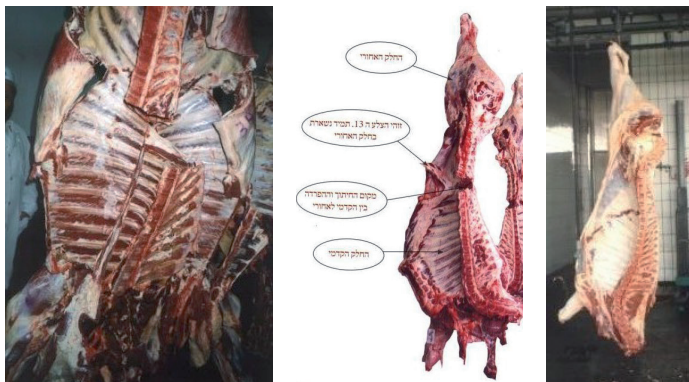 החלק האחורי
זוהי הצלע ה 13. תמיד נשארת
בחלק האחורי
מקום החיתוך וההפרדה
בין הקדמי לאחורי
החלק הקדמי